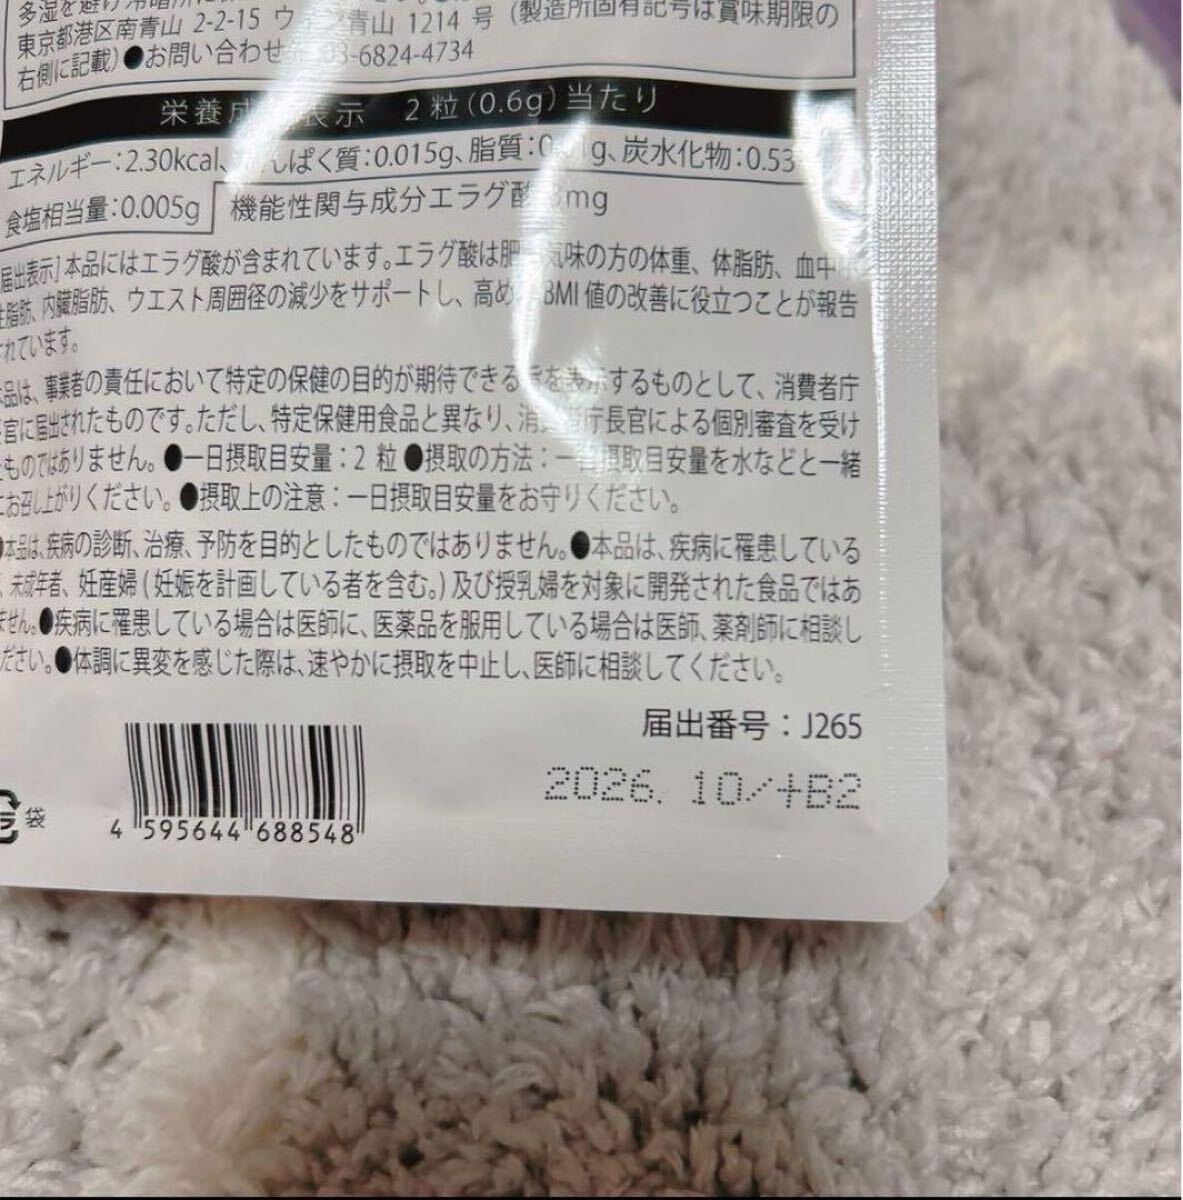 多湿を避け冷暗所に
東京都港区南青山 2-2-15 ウ 青山 1214 号 (製造所固有記号は賞味期限の
右側に記載) ●お問い合わせ 03-6824-4734
栄養成 表示 2 粒 (0.6g) 当たり
エネルギー:2.30kcal、 んぱく質:0.015g、脂質:0. 1g、炭水化物:0.53
食塩相当量:0.005g 機能性関与成分エラグ酸 3mg
届出表示] 本品にはエラグ酸が含まれています。エラグ酸は肥 気味の方の体重、体脂肪、血中
性脂肪、内臓脂肪、ウエスト周囲径の減少をサポートし、高め BMI 値の改善に役立つことが報告
されています。
本品は、事業者の責任において特定の保健の目的が期待できる旨を表示するものとして、消費者庁
長官に届出されたものです。ただし、特定保健用食品と異なり、消費者庁長官による個別審査を受け
たものではありません。●一日摂取目安量:2 粒 ●摂取の方法:一日摂取目安量を水などと一緒
にお召し上がりください。●摂取上の注意:一日摂取目安量をお守りください。
●本品は、疾病の診断、治療、予防を目的としたものではありません。●本品は、疾病に罹患している
、未成年者、妊産婦 ( 妊娠を計画している者を含む。) 及び授乳婦を対象に開発された食品ではあ
ません。●疾病に罹患している場合は医師に、医薬品を服用している場合は医師、薬剤師に相談し
ださい。●体調に異変を感じた際は、速やかに摂取を中止し、医師に相談してください。
届出番号:J265
2026. 10/+B2
袋
4 595644 688548